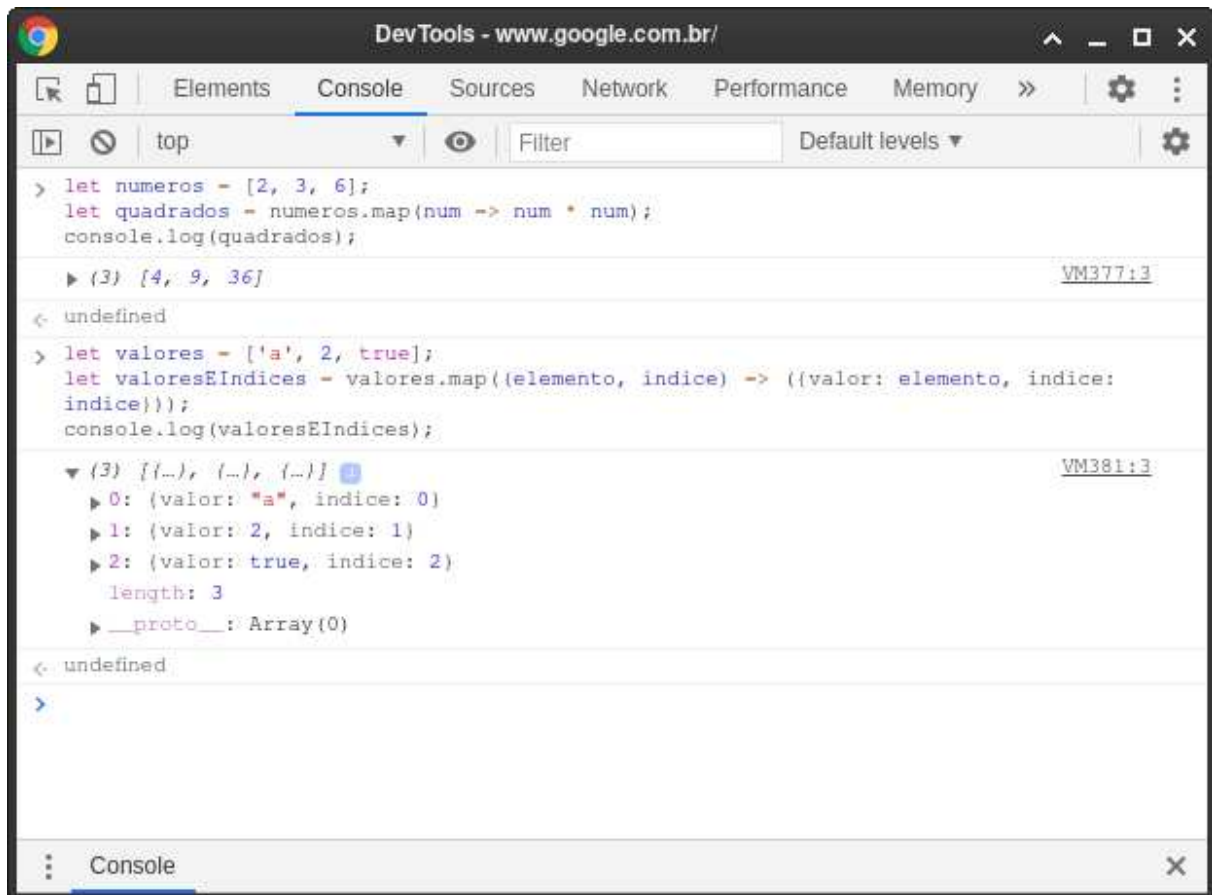 DevTools - www.google.com.br/
Elements Console Sources Network Performance Memory »
top Filter Default levels
> let numeros = [2, 3, 6];
let quadrados = numeros.map(num => num * num);
console.log(quadrados);
(3) [4, 9, 36] VM377:3
undefined
> let valores = ['a', 2, true];
let valoresEIndices = valores.map((elemento, indice) => ({valor: elemento, indice:
indice}));
console.log(valoresEIndices);
(3) [{…}, {…}, {…}] VM381:3
0: {valor: "a", indice: 0}
1: {valor: 2, indice: 1}
2: {valor: true, indice: 2}
length: 3
__proto__: Array(0)
undefined
>
Console